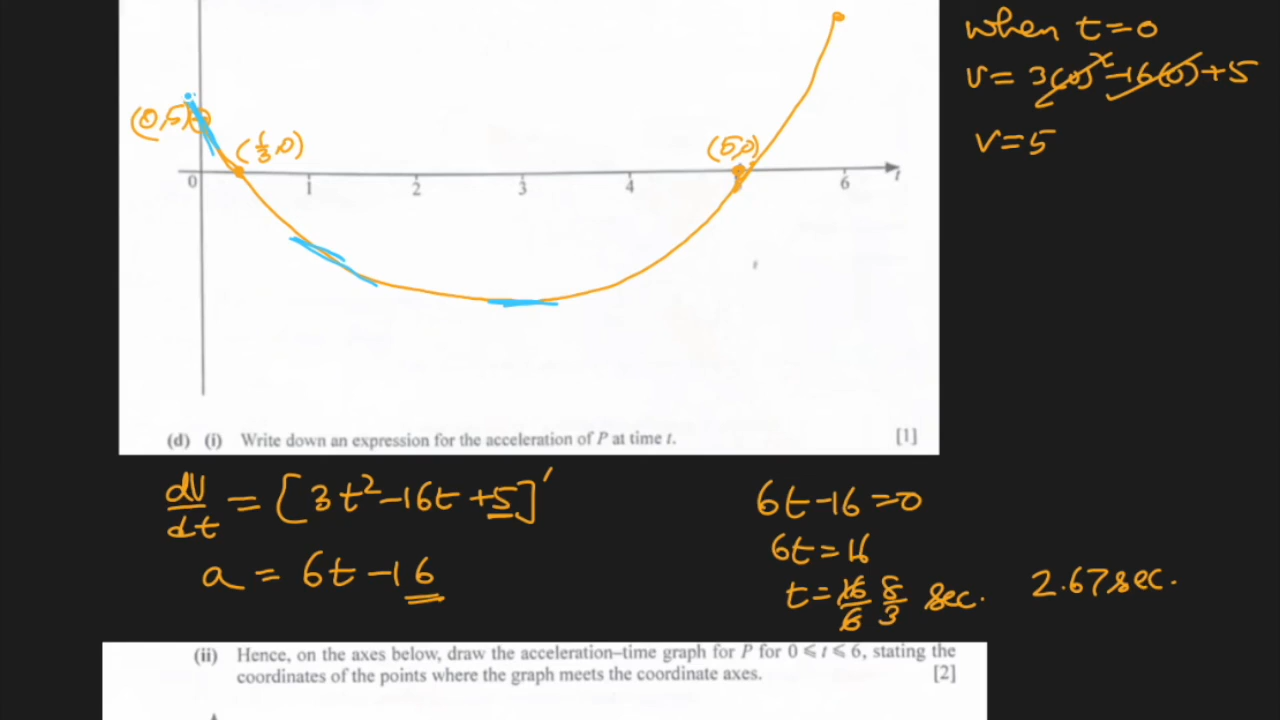 when t=0
v= 3(0)²-16(0)+5
v=5
(0,5)
(1/3,0)
(5,0)
0 1 2 3 4 6 t
(d) (i) Write down an expression for the acceleration of P at time t. [1]
dv/dt = [3t²-16t+5]'
a = 6t-16
6t-16=0
6t=16
t=16/6 8/3 sec. 2.67sec.
(ii) Hence, on the axes below, draw the acceleration–time graph for P for 0 ⩽ t ⩽ 6, stating the
coordinates of the points where the graph meets the coordinate axes. [2]